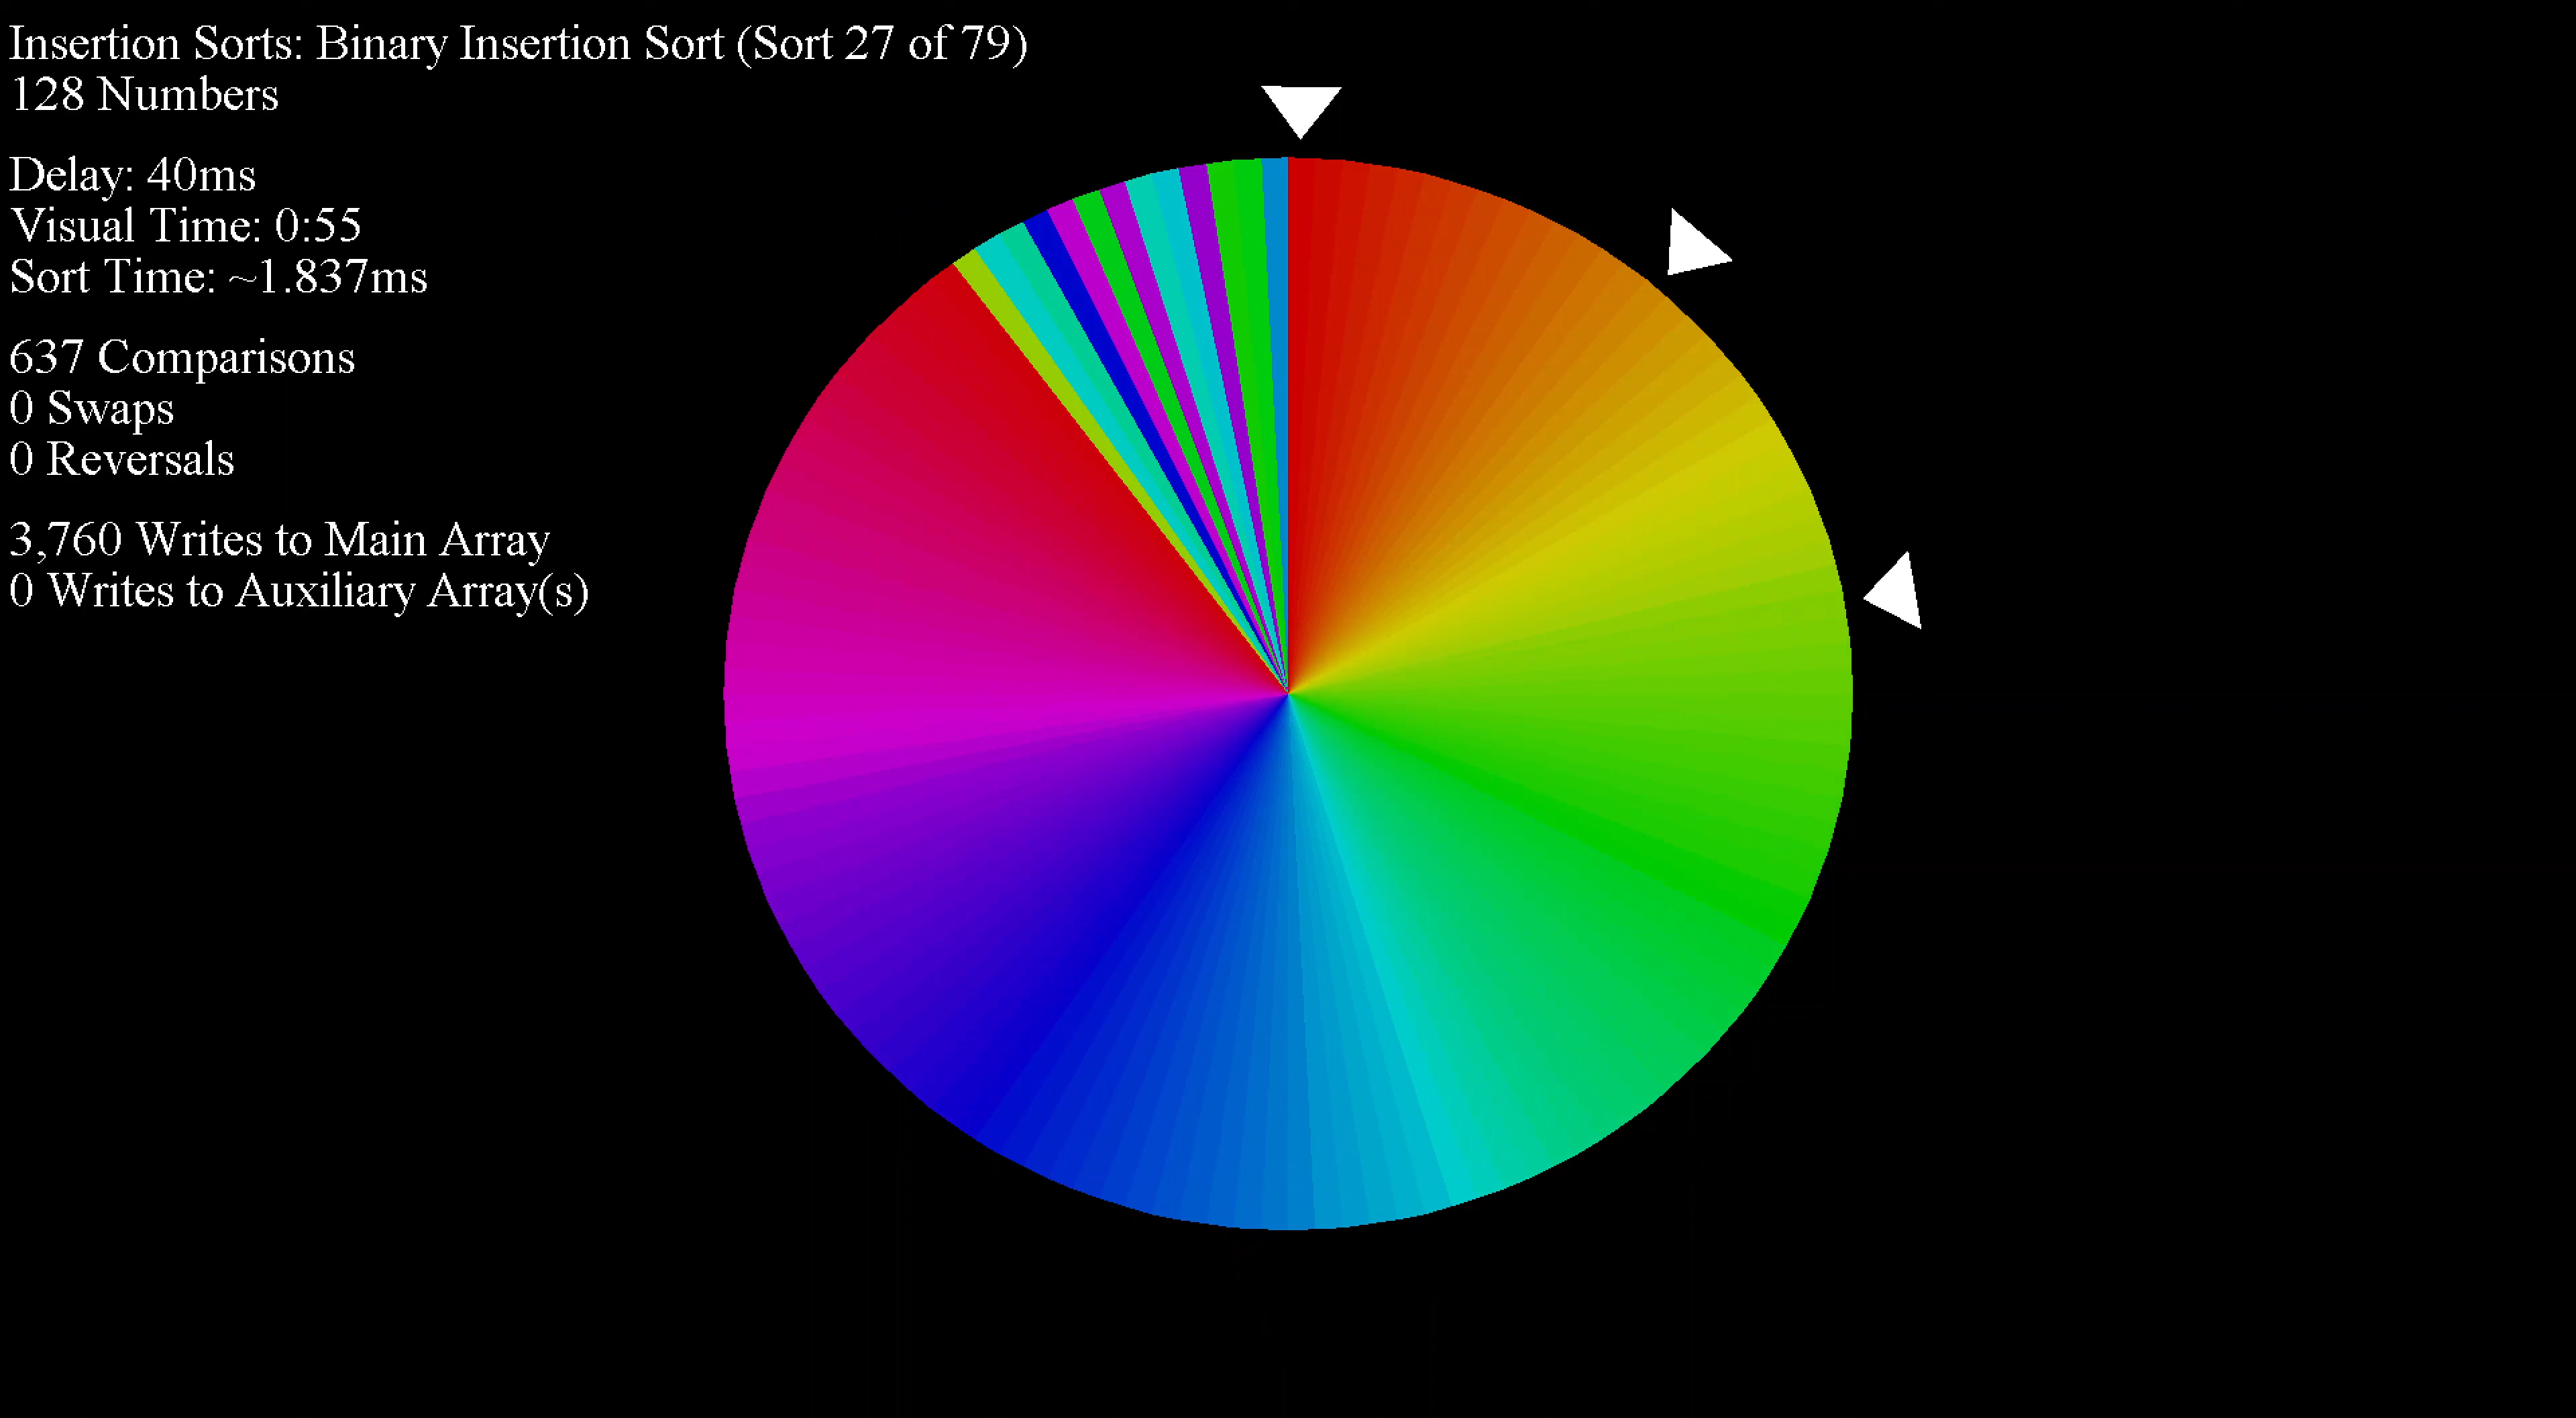 Insertion Sorts: Binary Insertion Sort (Sort 27 of 79)
128 Numbers
Delay: 40ms
Visual Time: 0:55
Sort Time: ~1.837ms
637 Comparisons
0 Swaps
0 Reversals
3,760 Writes to Main Array
0 Writes to Auxiliary Array(s)